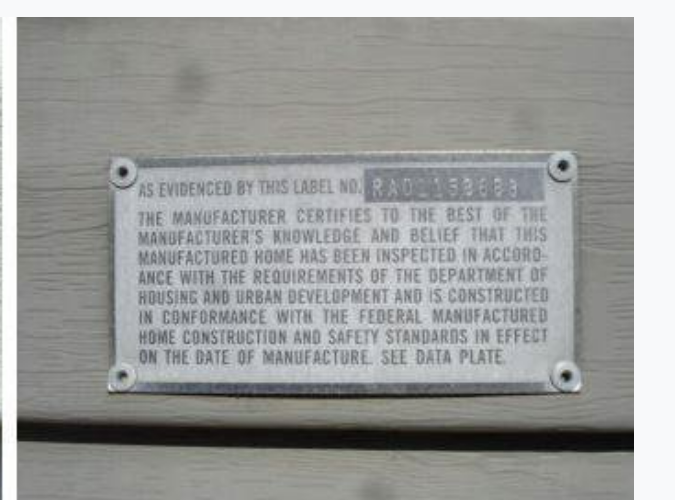 AS EVIDENCED BY THIS LABEL NO.
THE MANUFACTURER CERTIFIES TO THE BEST OF THE
MANUFACTURER'S KNOWLEDGE AND BELIEF THAT THIS
MANUFACTURED HOME HAS BEEN INSPECTED IN ACCORD-
ANCE WITH THE REQUIREMENTS OF THE DEPARTMENT OF
HOUSING AND URBAN DEVELOPMENT AND IS CONSTRUCTED
IN CONFORMANCE WITH THE FEDERAL MANUFACTURED
HOME CONSTRUCTION AND SAFETY STANDARDS IN EFFECT
ON THE DATE OF MANUFACTURE. SEE DATA PLATE.